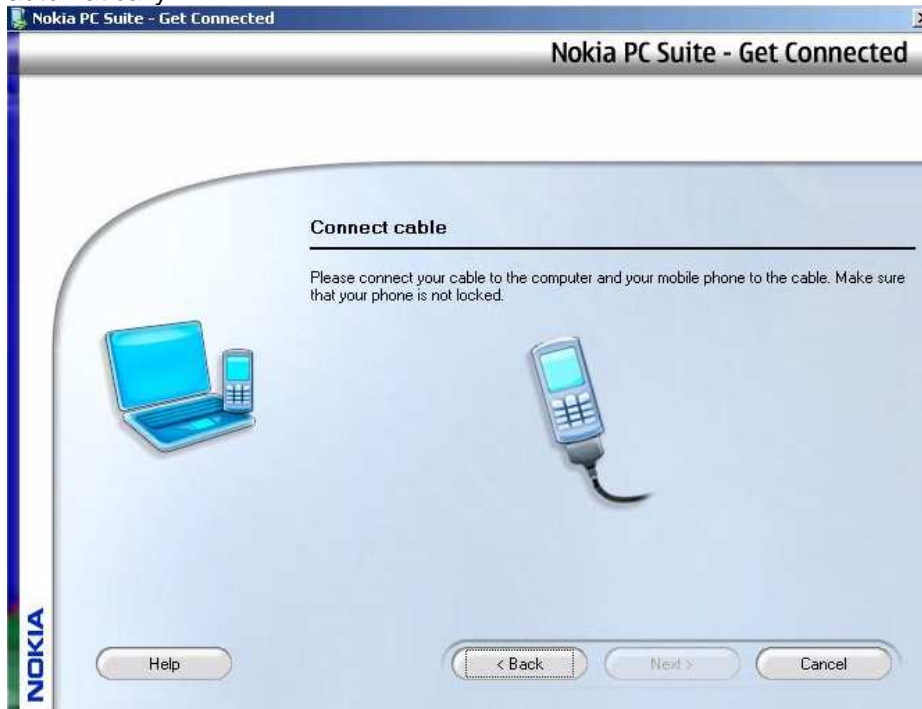 Nokia PC Suite - Get Connected
Nokia PC Suite - Get Connected
Connect cable
Please connect your cable to the computer and your mobile phone to the cable. Make sure
that your phone is not locked.
NOKIA
Help
< Back
Next >
Cancel